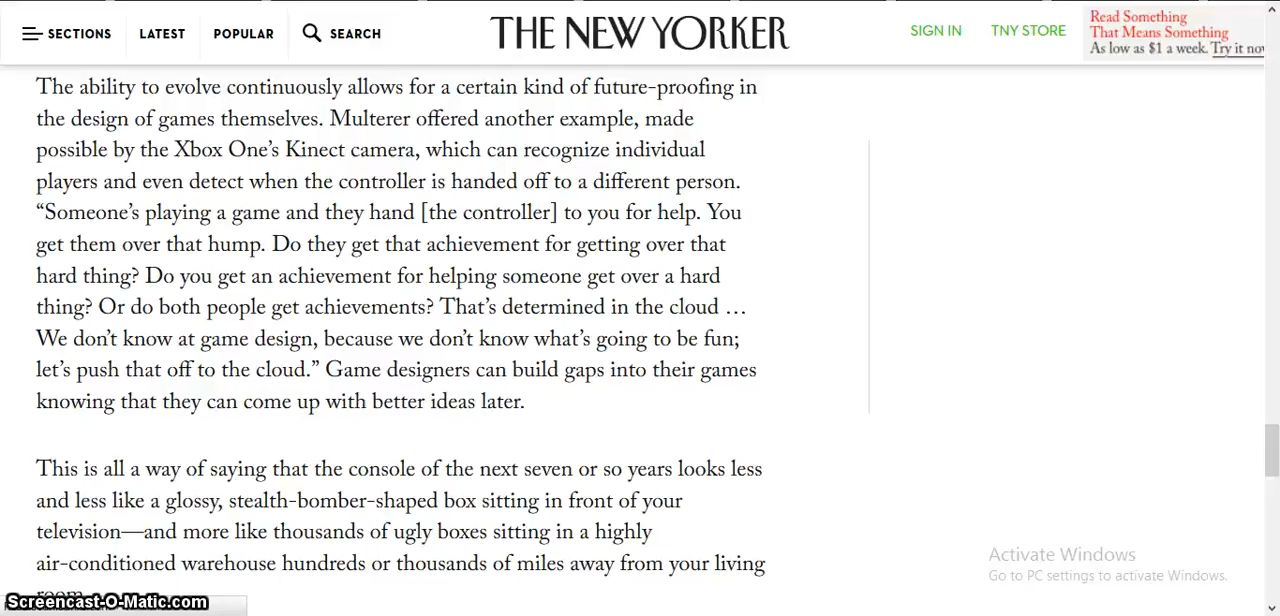 SECTIONS
LATEST
POPULAR
SEARCH
THE NEW YORKER
SIGN IN
TNY STORE
Read Something
That Means Something
As low as $1 a week. Try it now
The ability to evolve continuously allows for a certain kind of future-proofing in
the design of games themselves. Multerer offered another example, made
possible by the Xbox One’s Kinect camera, which can recognize individual
players and even detect when the controller is handed off to a different person.
“Someone’s playing a game and they hand [the controller] to you for help. You
get them over that hump. Do they get that achievement for getting over that
hard thing? Do you get an achievement for helping someone get over a hard
thing? Or do both people get achievements? That’s determined in the cloud …
We don’t know at game design, because we don’t know what’s going to be fun;
let’s push that off to the cloud.” Game designers can build gaps into their games
knowing that they can come up with better ideas later.
This is all a way of saying that the console of the next seven or so years looks less
and less like a glossy, stealth-bomber-shaped box sitting in front of your
television—and more like thousands of ugly boxes sitting in a highly
air-conditioned warehouse hundreds or thousands of miles away from your living
room.
Activate Windows
Go to PC settings to activate Windows.
Screencast-O-Matic.com